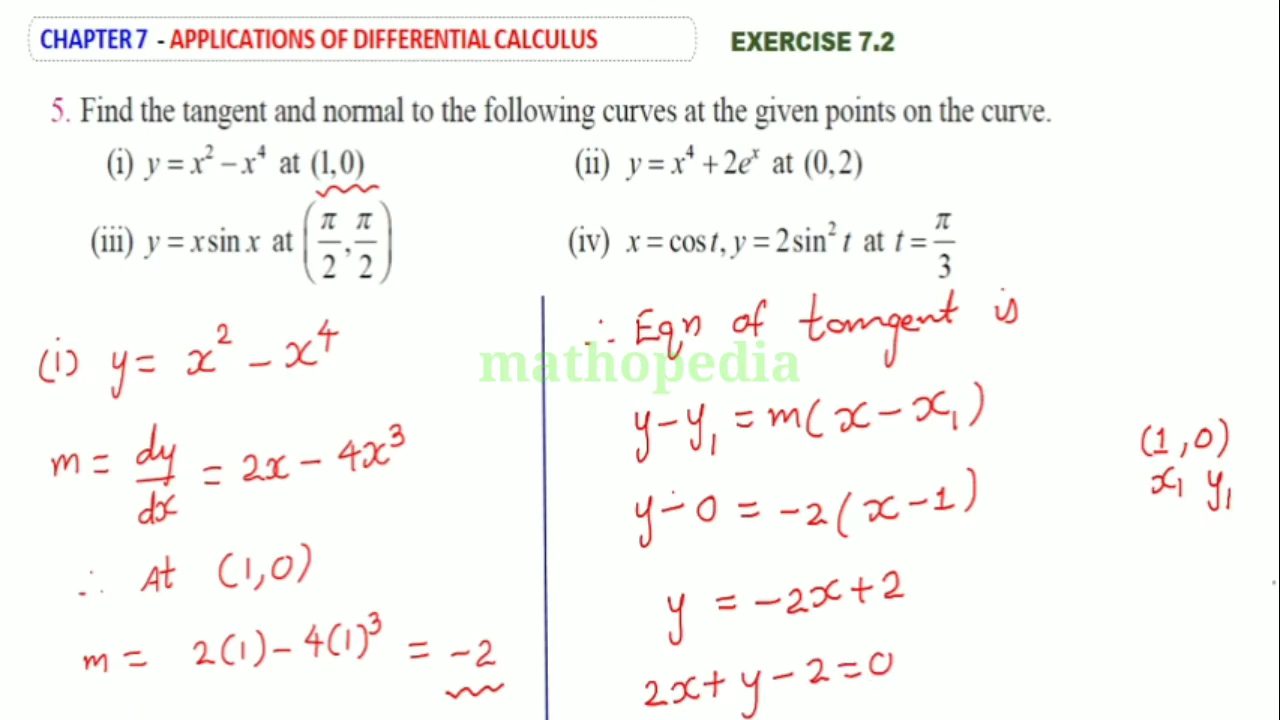 CHAPTER 7 - APPLICATIONS OF DIFFERENTIAL CALCULUS EXERCISE 7.2
5. Find the tangent and normal to the following curves at the given points on the curve.
(i) y = x² – x⁴ at (1,0) (ii) y = x⁴ + 2eˣ at (0,2)
(iii) y = x sin x at (π/2, π/2) (iv) x = cos t, y = 2 sin² t at t = π/3
(i) y = x² – x⁴
m = dy/dx = 2x – 4x³
∴ At (1,0)
m = 2(1) – 4(1)³ = –2
∴ Eqn of tangent is
mathopedia
y – y₁ = m(x – x₁)
y – 0 = –2(x – 1)
y = –2x + 2
2x + y – 2 = 0
(1,0)
x₁ y₁